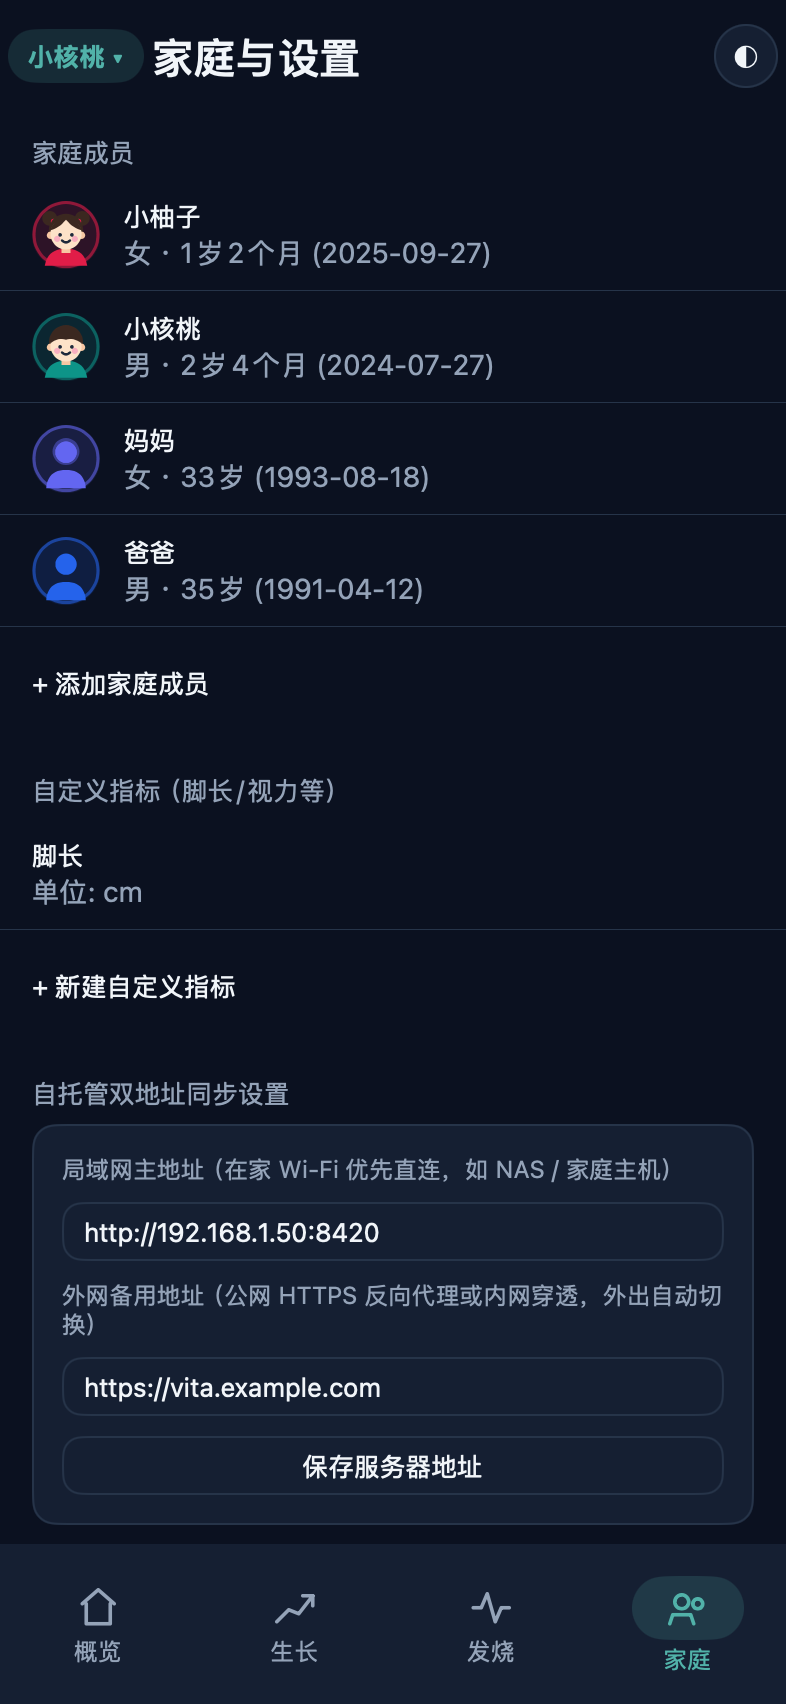 小核桃 ▾ 家庭与设置
家庭成员
小柚子
女 · 1岁2个月 (2025-09-27)
小核桃
男 · 2岁4个月 (2024-07-27)
妈妈
女 · 33岁 (1993-08-18)
爸爸
男 · 35岁 (1991-04-12)
+ 添加家庭成员
自定义指标（脚长/视力等）
脚长
单位: cm
+ 新建自定义指标
自托管双地址同步设置
局域网主地址（在家 Wi-Fi 优先直连，如 NAS / 家庭主机）
http://192.168.1.50:8420
外网备用地址（公网 HTTPS 反向代理或内网穿透，外出自动切
换）
https://vita.example.com
保存服务器地址
概览
生长
发烧
家庭